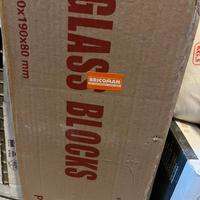 GLASS BLOCKS
0x190x80 mm
BRICOMAN
P